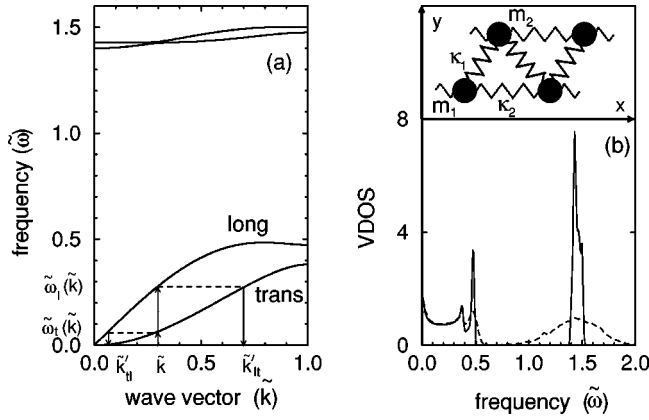 1.5
1.0
0.5
0.0
frequency (ω̃)
(a)
long
trans
ω̃ₗ(k̃)
ω̃ₜ(k̃)
0.0
k̃′ₜₗ
k̃
0.5
k̃′ₗₜ
1.0
wave vector (k̃)
y
m₂
κ₁
m₁
κ₂
x
8
4
0
VDOS
(b)
0.0
0.5
1.0
1.5
2.0
frequency (ω̃)